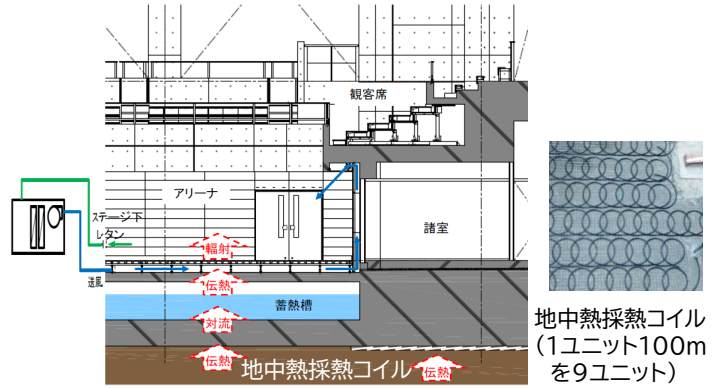 観客席
アリーナ
ステージ下
レタン
諸室
輻射
送風
伝熱
蓄熱槽
対流
伝熱
地中熱採熱コイル
伝熱
地中熱採熱コイル
(1ユニット100m
を9ユニット)